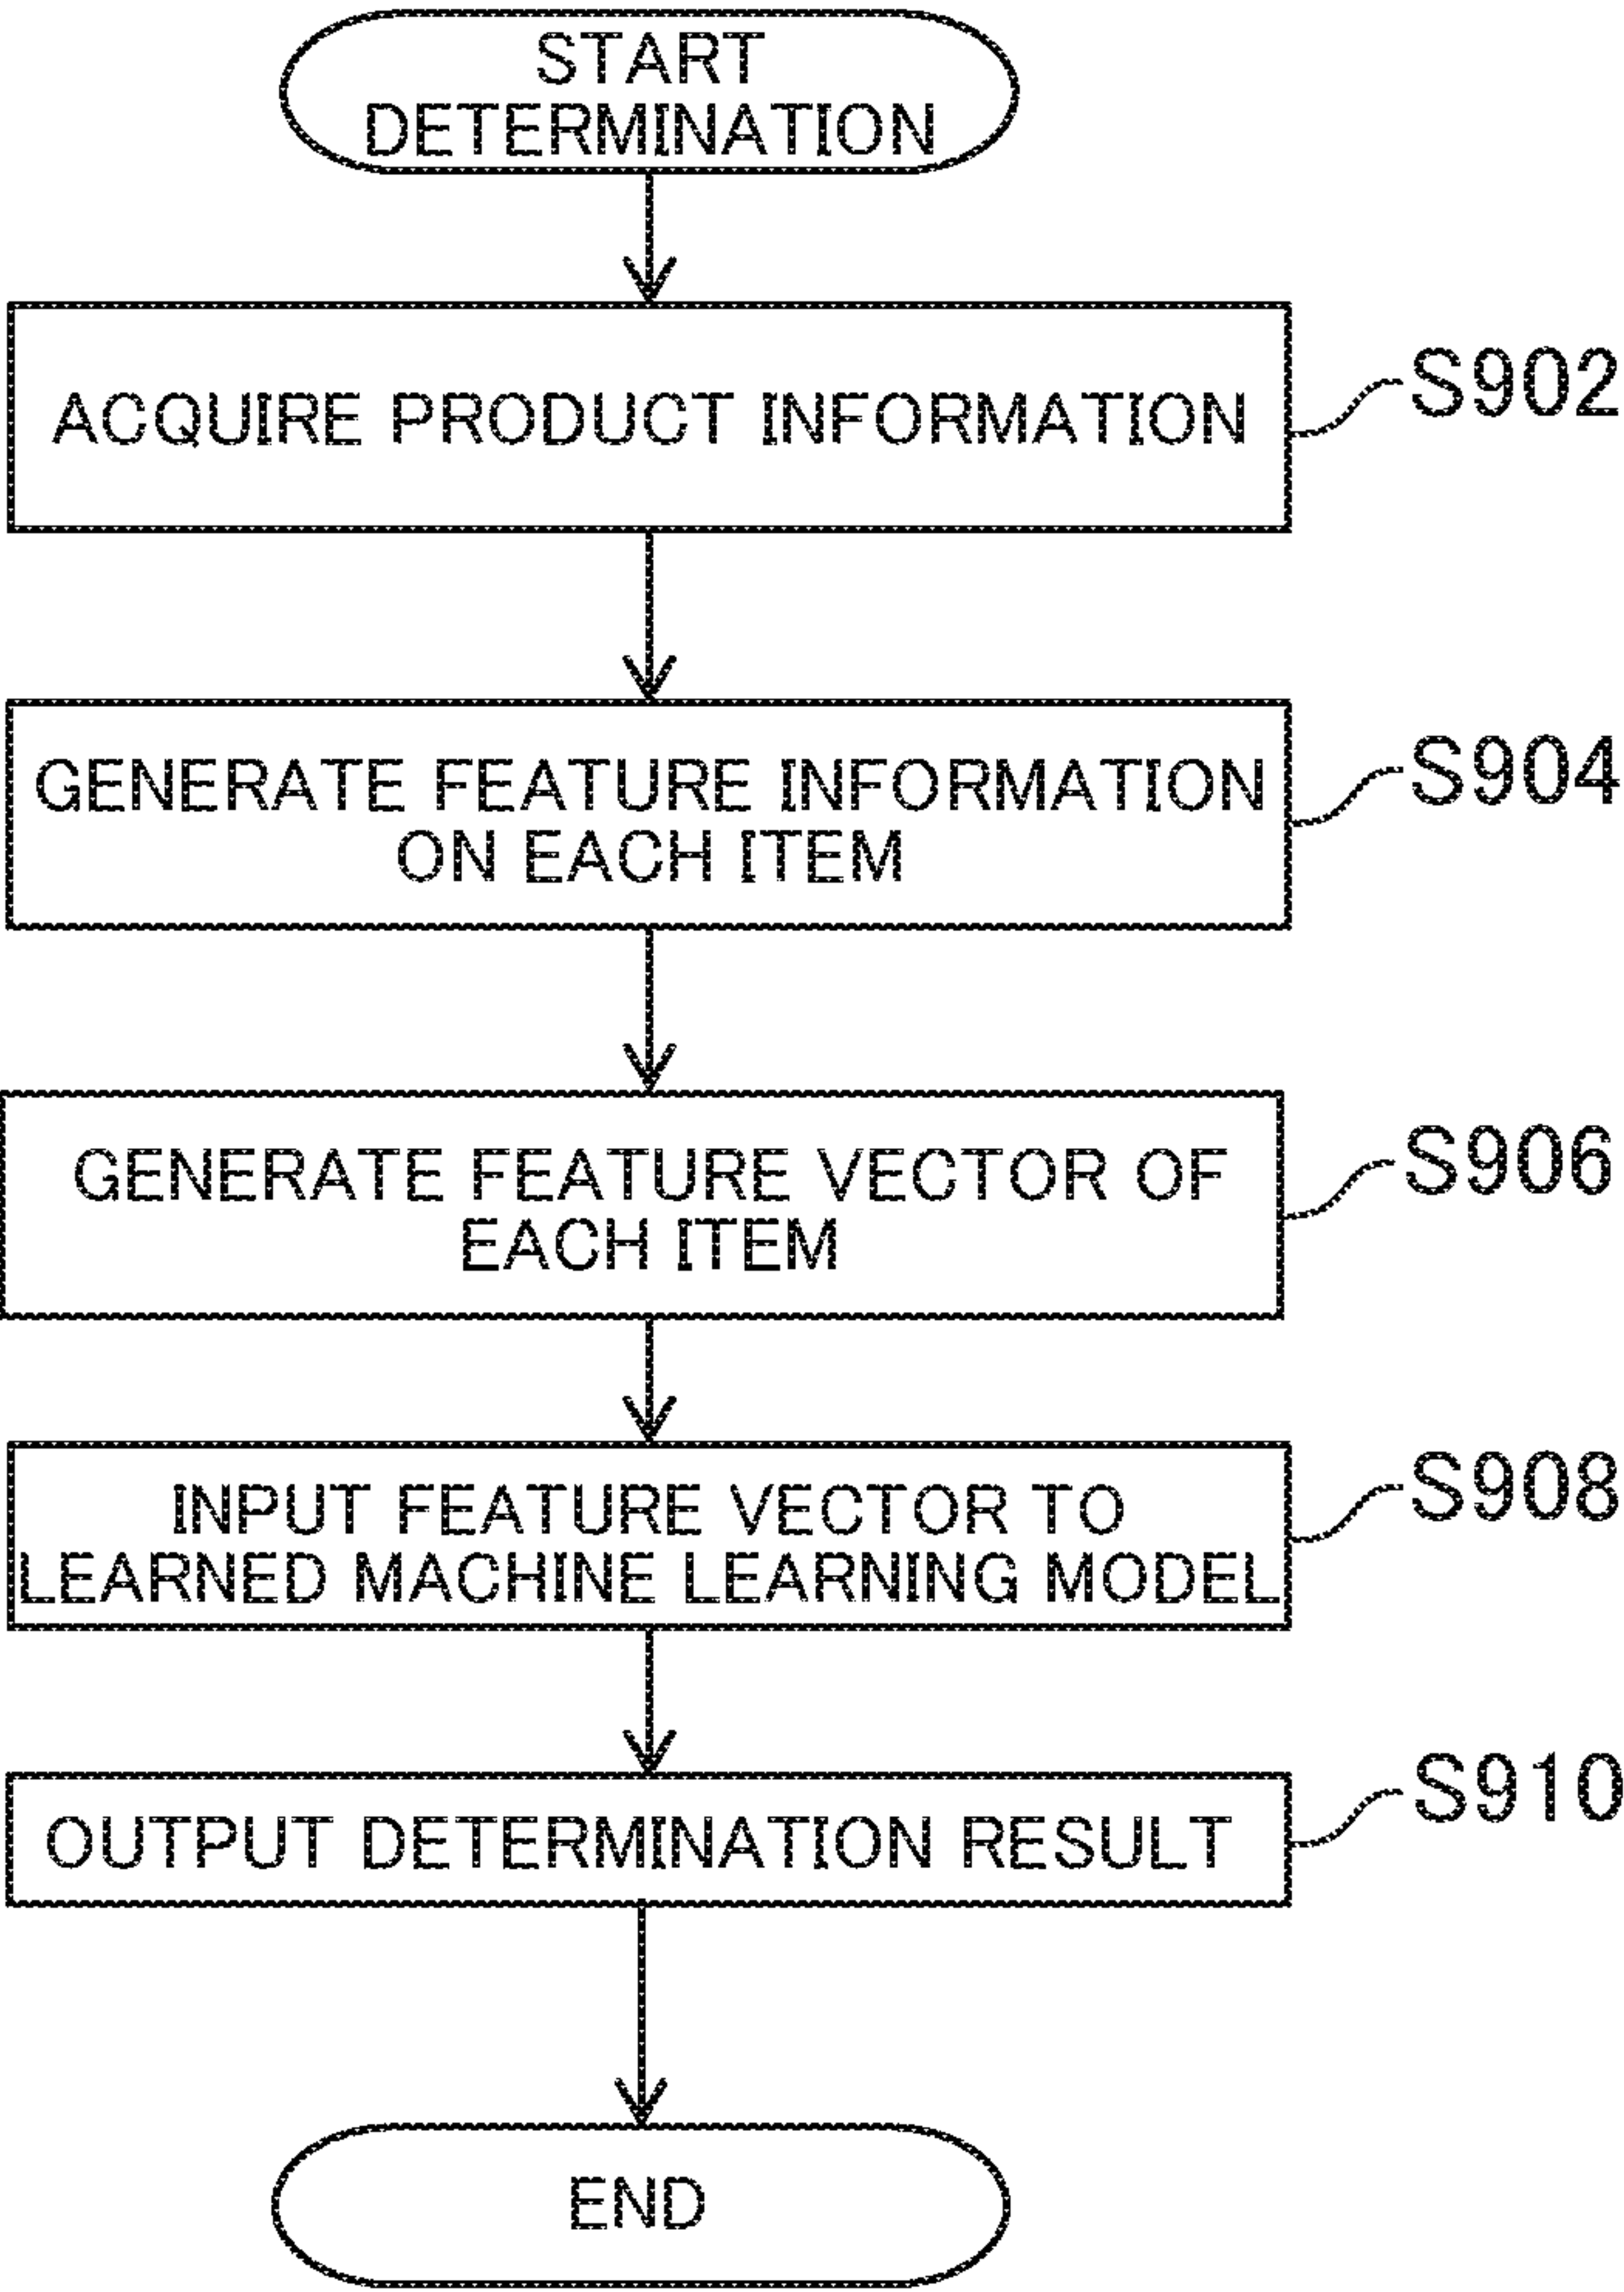 START
DETERMINATION
ACQUIRE PRODUCT INFORMATION
S902
GENERATE FEATURE INFORMATION
ON EACH ITEM
S904
GENERATE FEATURE VECTOR OF
EACH ITEM
S906
INPUT FEATURE VECTOR TO
LEARNED MACHINE LEARNING MODEL
S908
OUTPUT DETERMINATION RESULT
S910
END